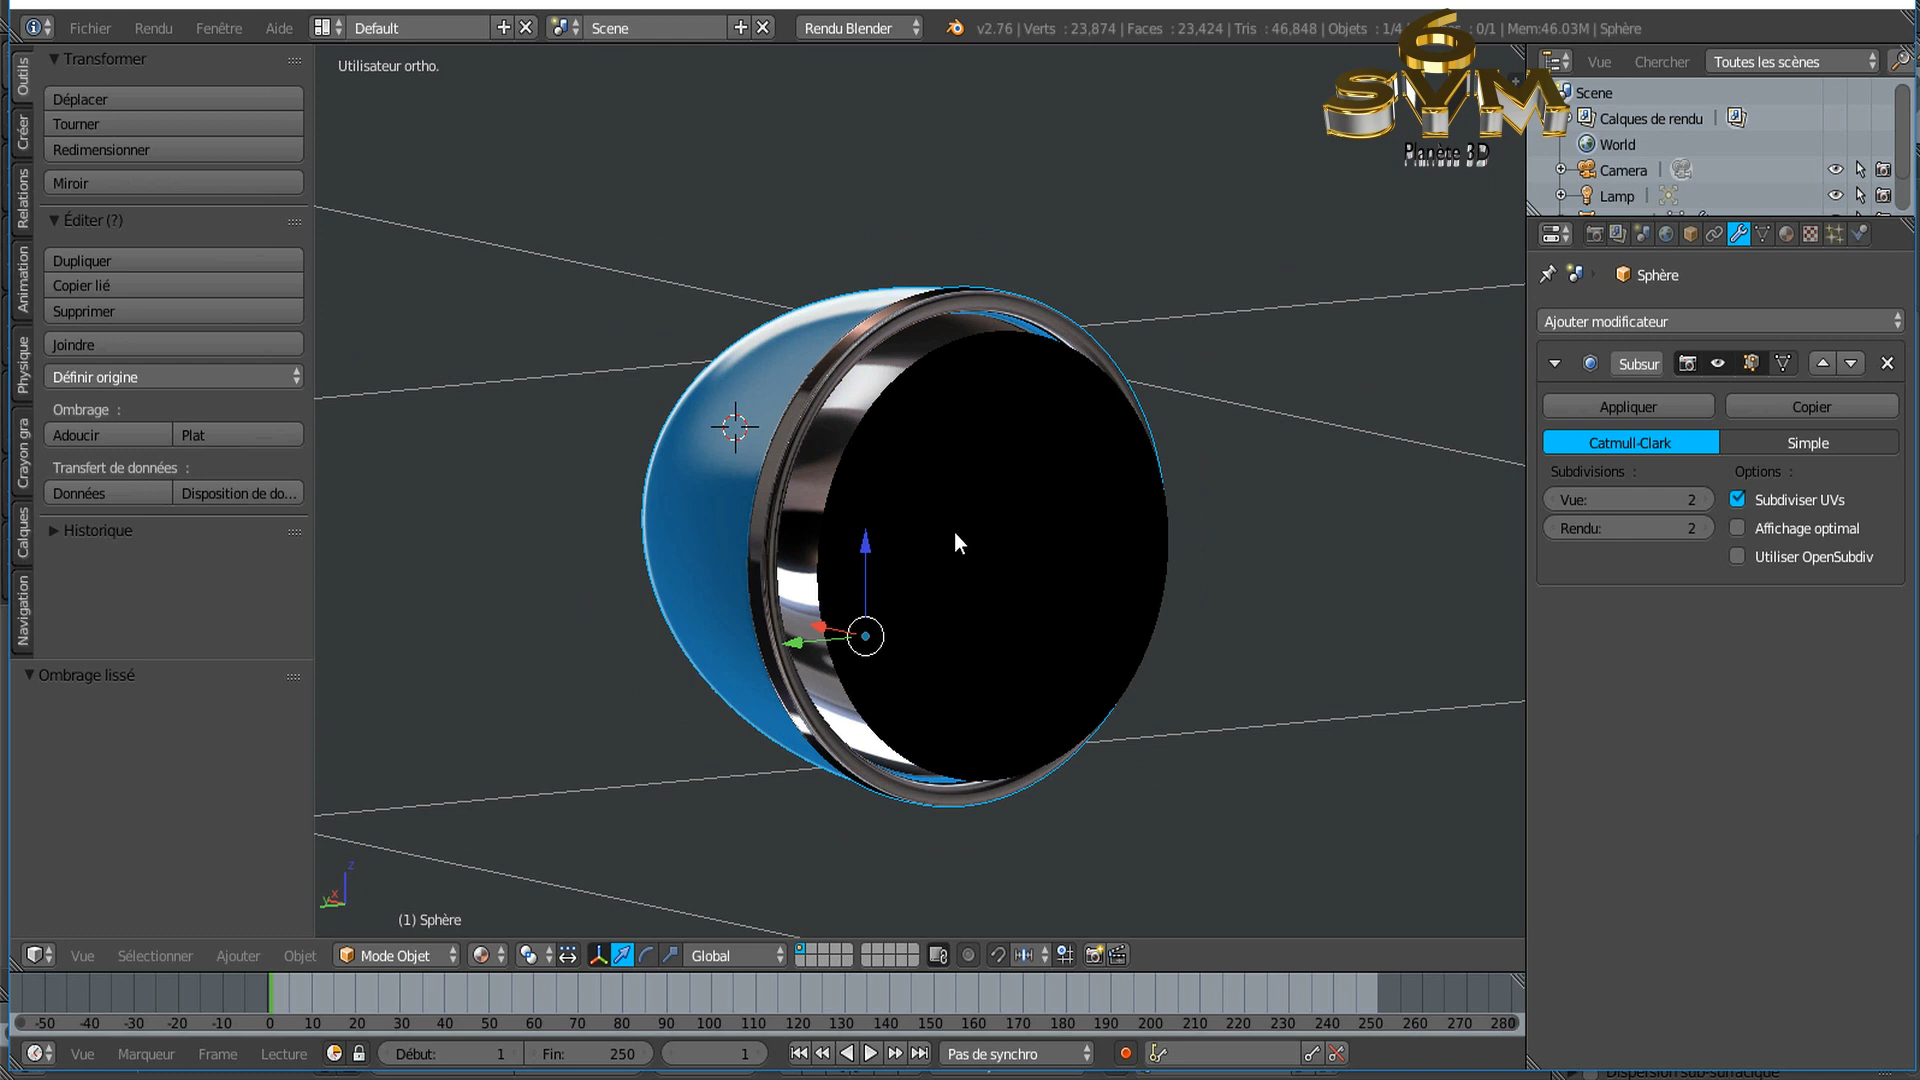 Fichier Rendu Fenêtre Aide Default Scene Rendu Blender v2.76 | Verts : 23,874 | Faces : 23,424 | Tris : 46,848 | Objets : 1/4 : 0/1 | Mem:46.03M | Sphère
6
SYM
Planète 3D
Outils
Créer
Relations
Animation
Physique
Crayon gra
Calques
Navigation
Transformer
Déplacer
Tourner
Redimensionner
Miroir
Éditer (?)
Dupliquer
Copier lié
Supprimer
Joindre
Définir origine
Ombrage :
Adoucir Plat
Transfert de données :
Données Disposition de do...
Historique
Ombrage lissé
Utilisateur ortho.
z
x
y
(1) Sphère
Vue Chercher Toutes les scènes
Scene
Calques de rendu |
World
Camera |
Lamp |
Sphère
Ajouter modificateur
Subsur
Appliquer Copier
Catmull-Clark Simple
Subdivisions : Options :
Vue: 2 Subdiviser UVs
Rendu: 2 Affichage optimal
Utiliser OpenSubdiv
Vue Sélectionner Ajouter Objet Mode Objet Global
-50 -40 -30 -20 -10 0 10 20 30 40 50 60 70 80 90 100 110 120 130 140 150 160 170 180 190 200 210 220 230 240 250 260 270 280
Vue Marqueur Frame Lecture Début: 1 Fin: 250 1 Pas de synchro
Dispersion sub-surfacique